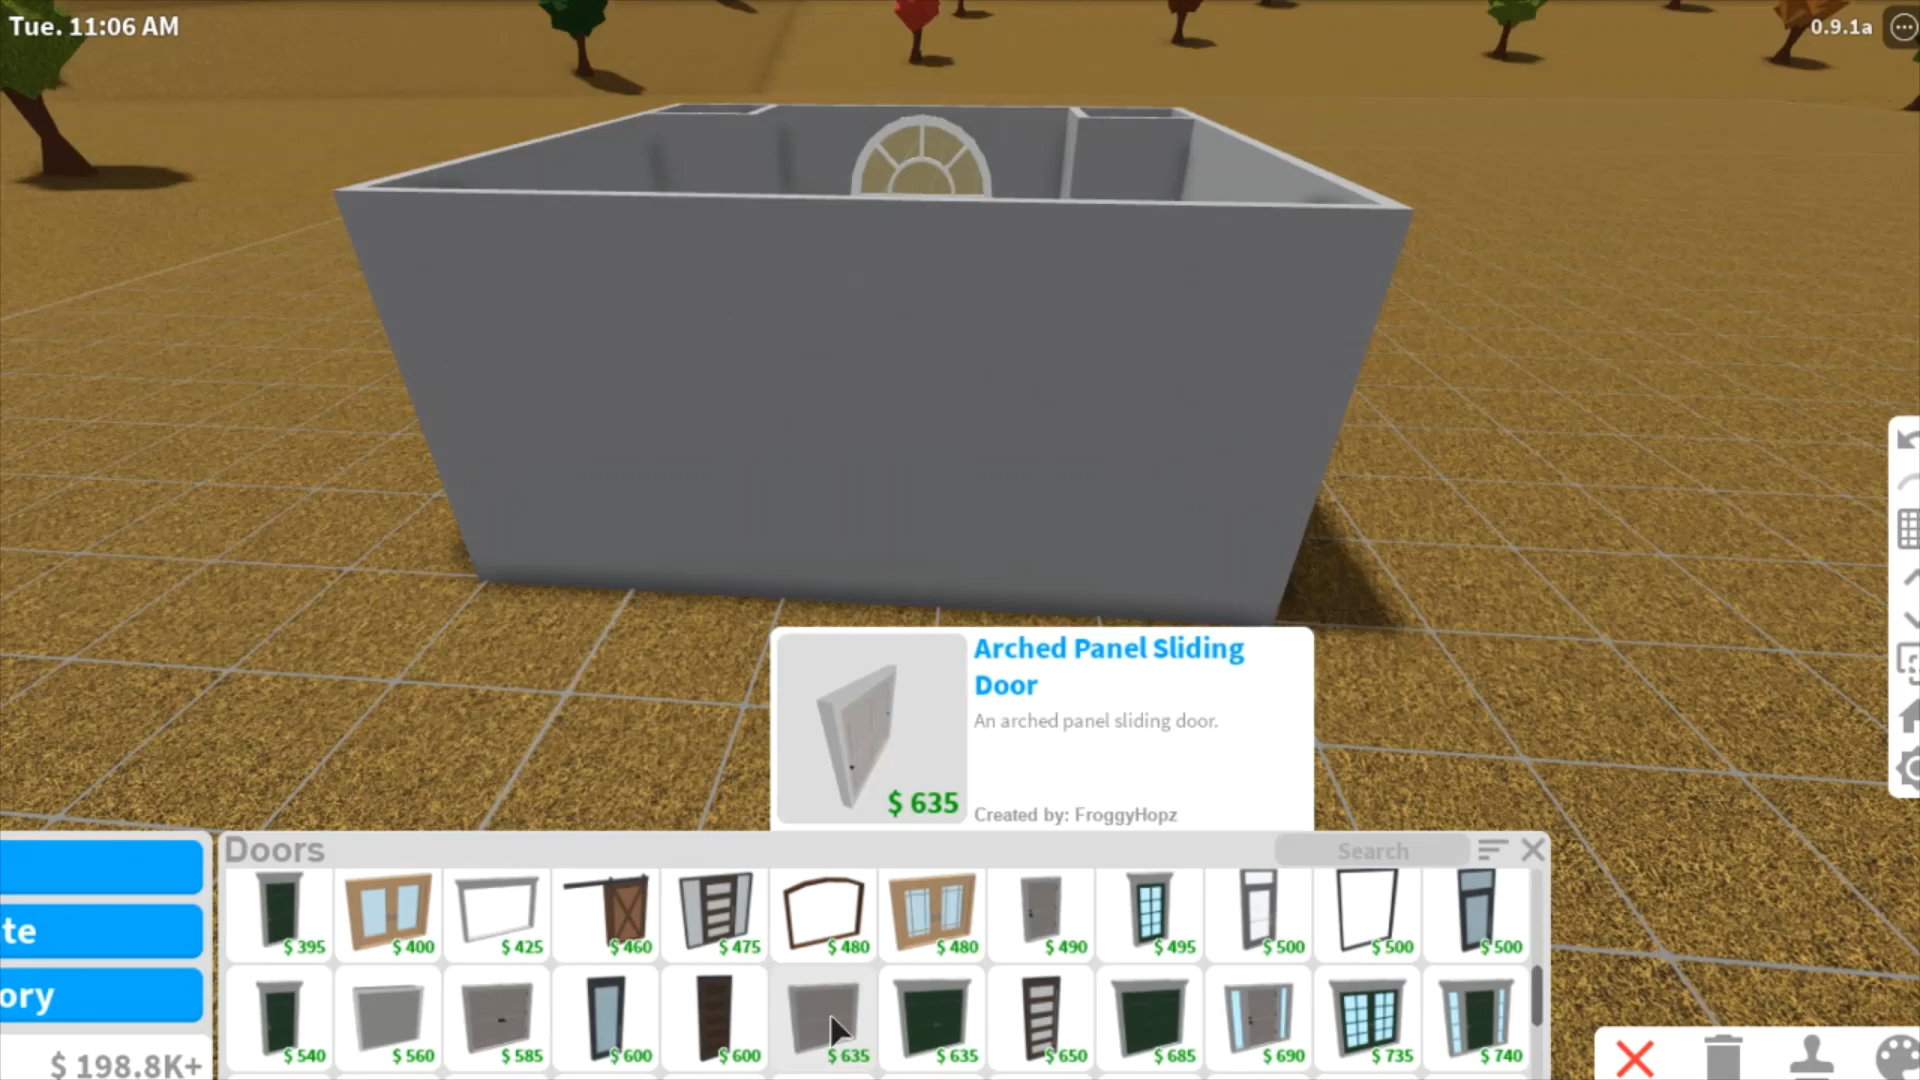 Tue. 11:06 AM
0.9.1a
Arched Panel Sliding
Door
An arched panel sliding door.
$ 635
Created by: FroggyHopz
Doors
Search
$ 395 $ 400 $ 425 $ 460 $ 475 $ 480 $ 480 $ 490 $ 495 $ 500 $ 500 $ 500
te
$ 540 $ 560 $ 585 $ 600 $ 600 $ 635 $ 635 $ 650 $ 685 $ 690 $ 735 $ 740
ory
$ 198.8K+